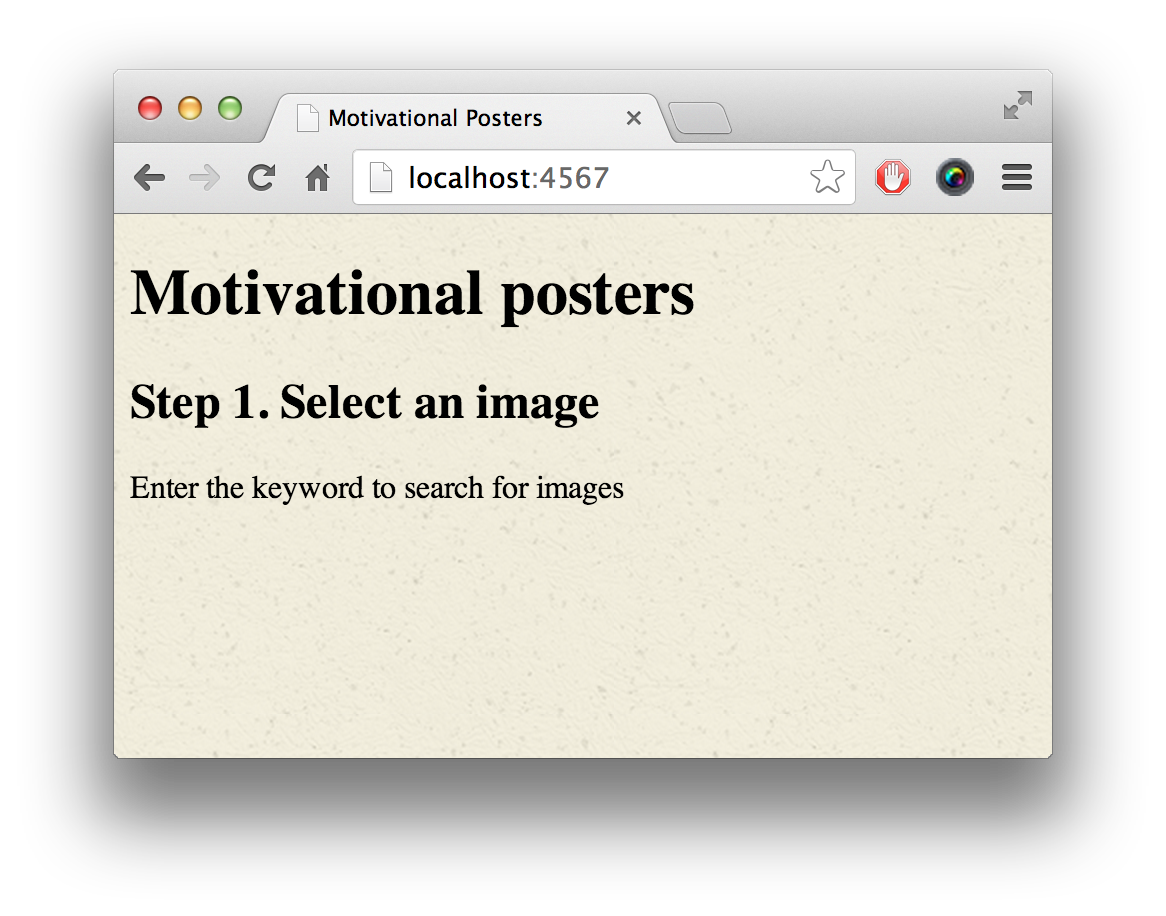 Motivational Posters
localhost:4567
Motivational posters
Step 1. Select an image
Enter the keyword to search for images